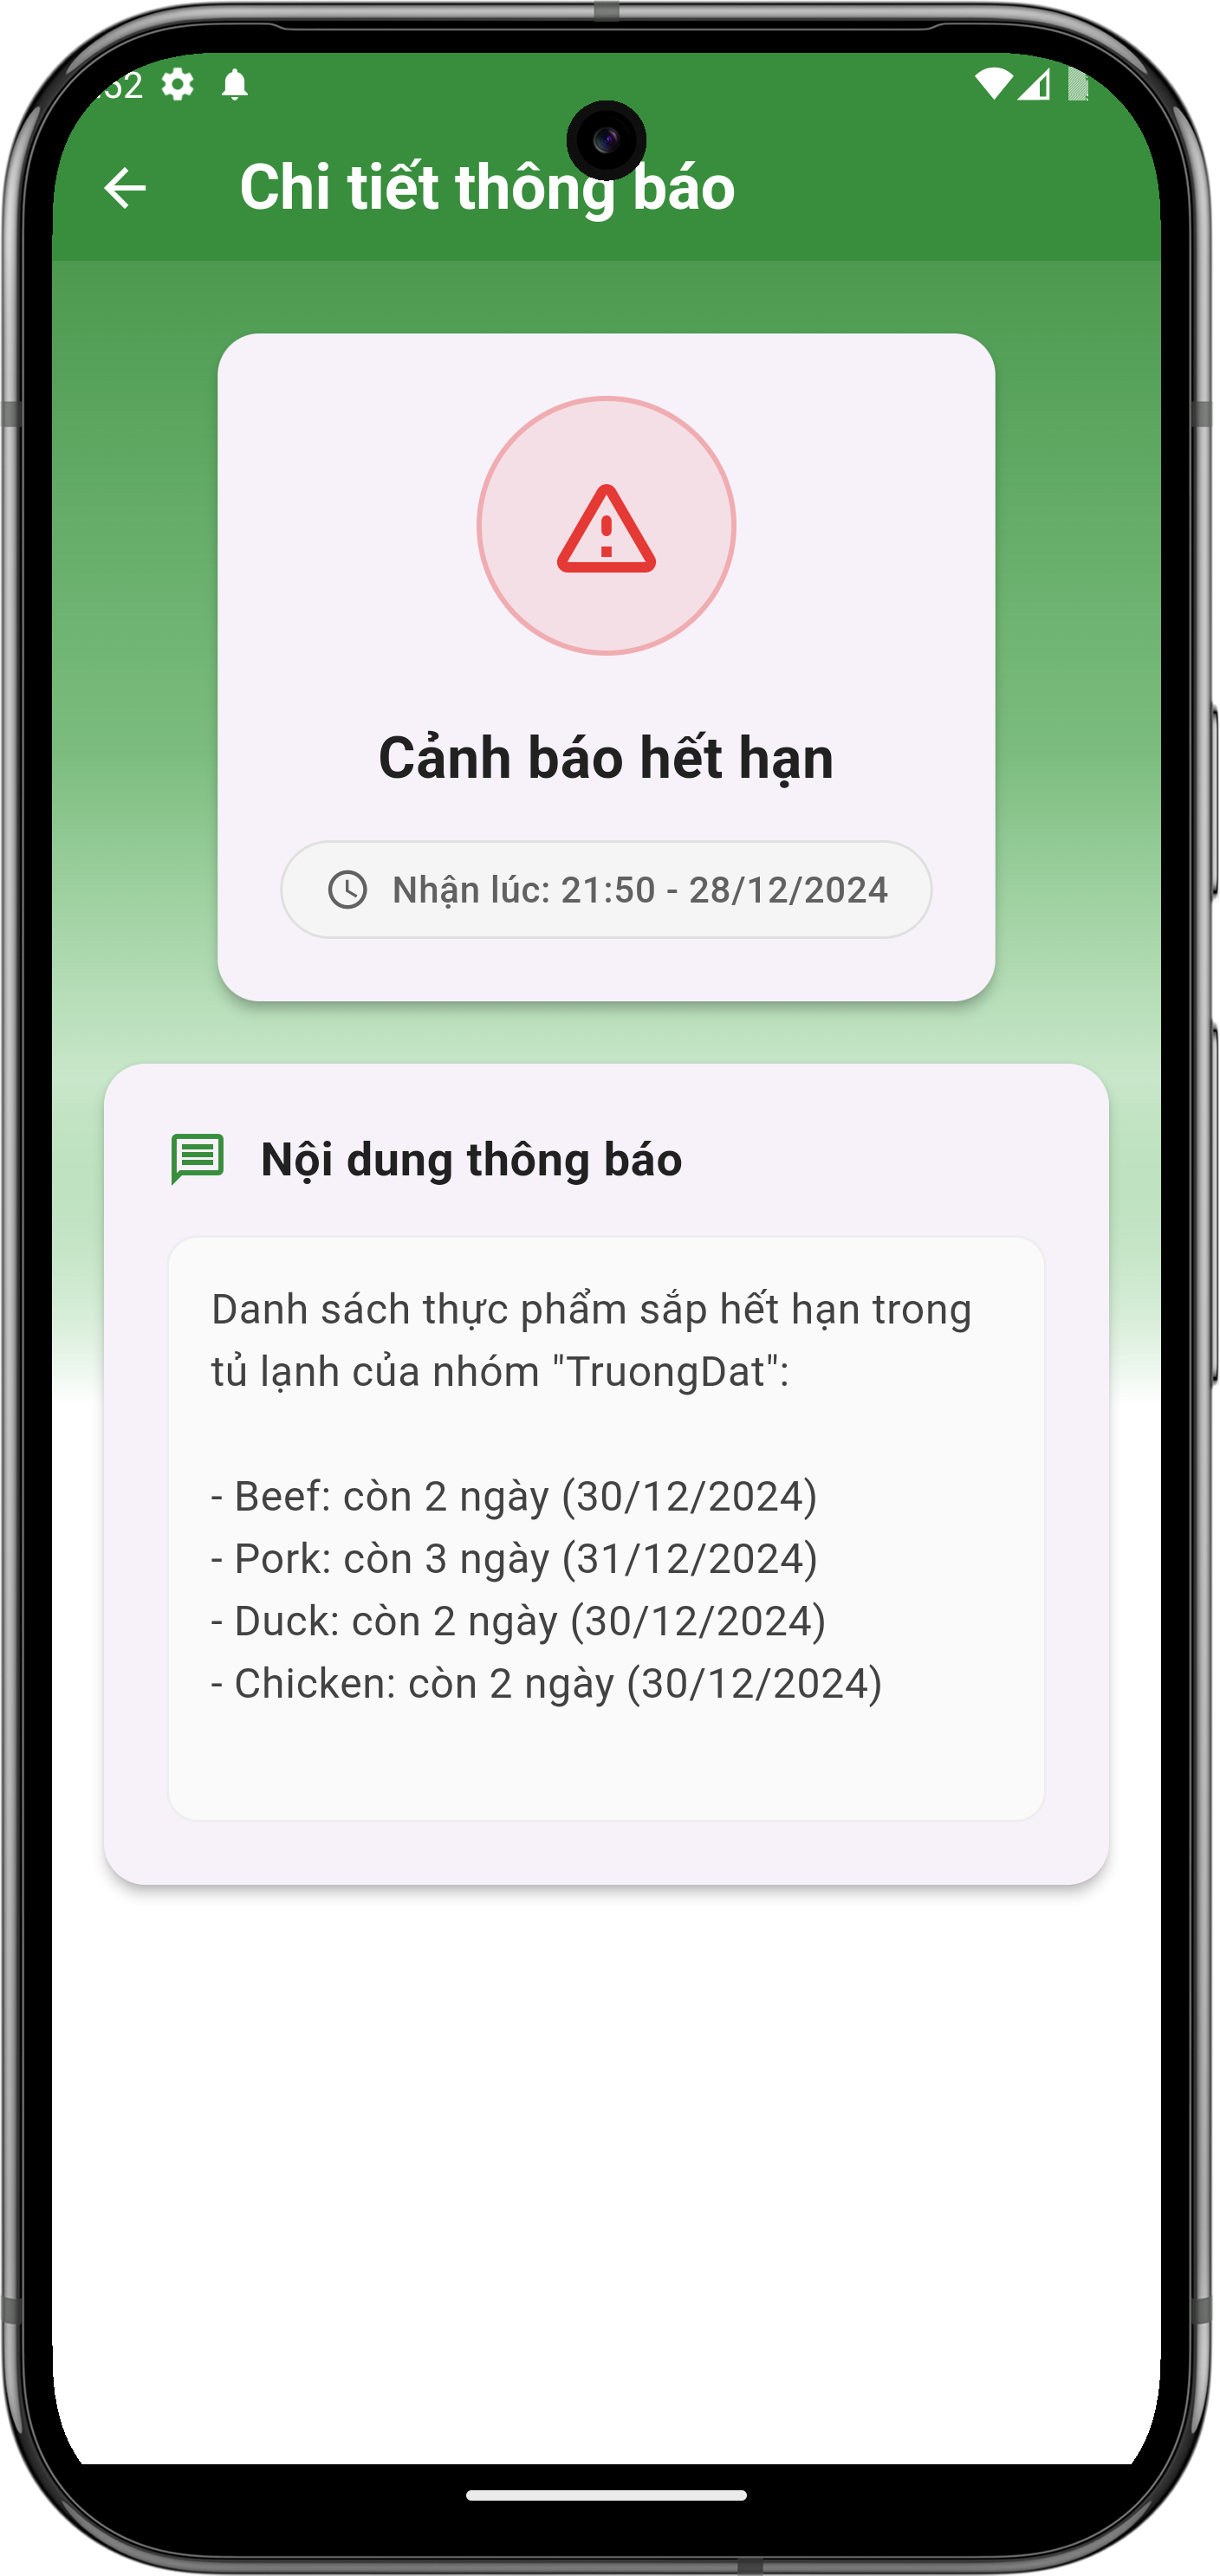 Chi tiết thông báo
Cảnh báo hết hạn
Nhận lúc: 21:50 - 28/12/2024
Nội dung thông báo
Danh sách thực phẩm sắp hết hạn trong
tủ lạnh của nhóm "TruongDat":
- Beef: còn 2 ngày (30/12/2024)
- Pork: còn 3 ngày (31/12/2024)
- Duck: còn 2 ngày (30/12/2024)
- Chicken: còn 2 ngày (30/12/2024)